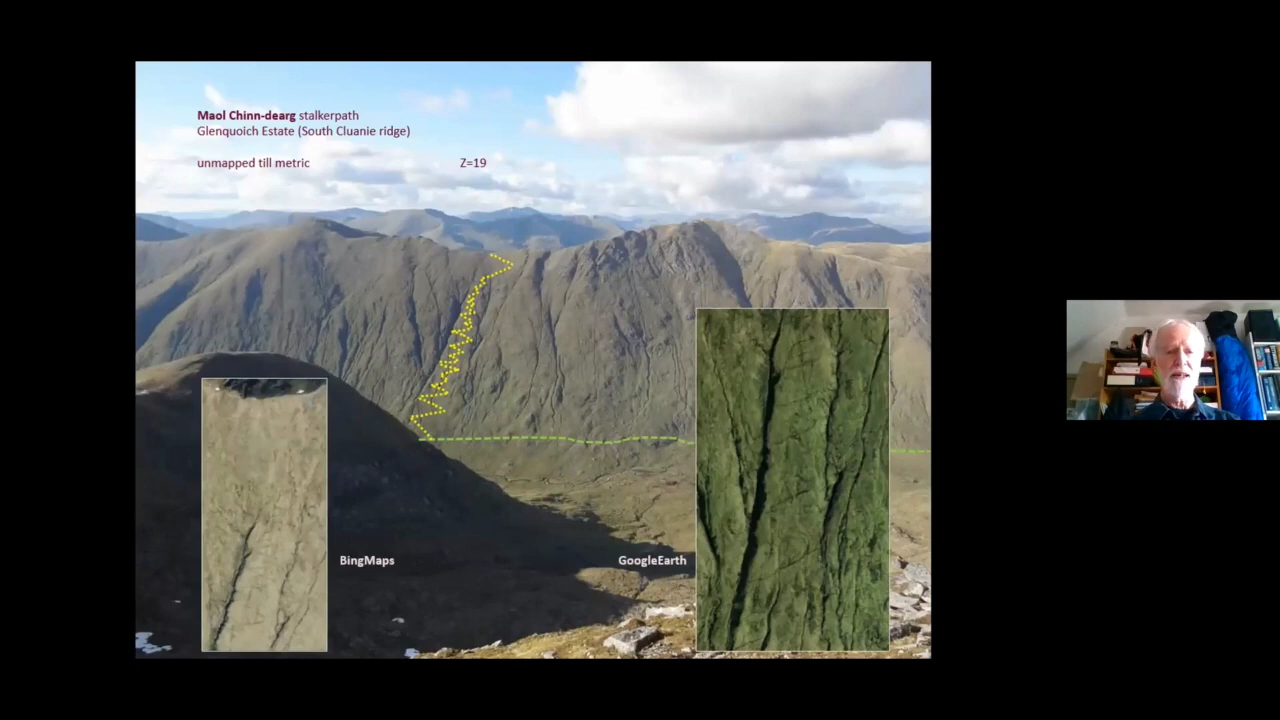 Maol Chinn-dearg stalkerpath
Glenquoich Estate (South Cluanie ridge)
unmapped till metric Z=19
BingMaps
GoogleEarth